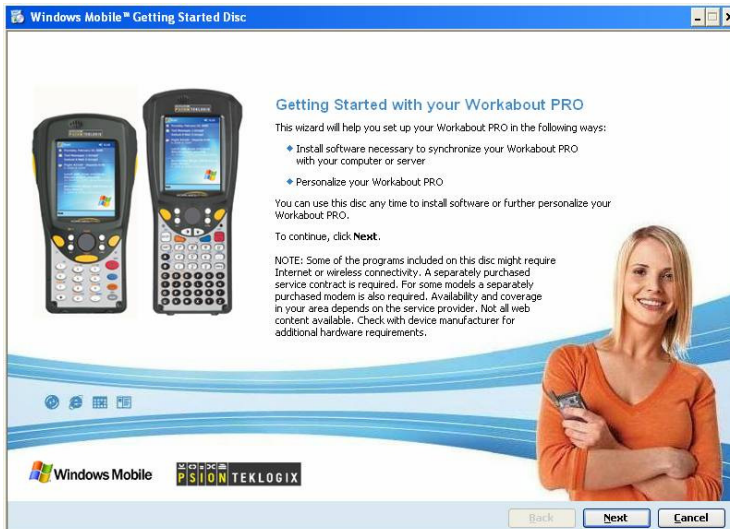 Windows Mobile™ Getting Started Disc
Getting Started with your Workabout PRO
This wizard will help you set up your Workabout PRO in the following ways:
Install software necessary to synchronize your Workabout PRO
with your computer or server
Personalize your Workabout PRO
You can use this disc any time to install software or further personalize your
Workabout PRO.
To continue, click Next.
NOTE: Some of the programs included on this disc might require
Internet or wireless connectivity. A separately purchased
service contract is required. For some models a separately
purchased modem is also required. Availability and coverage
in your area depends on the service provider. Not all web
content available. Check with device manufacturer for
additional hardware requirements.
Windows Mobile
PSION TEKLOGIX
Back Next Cancel